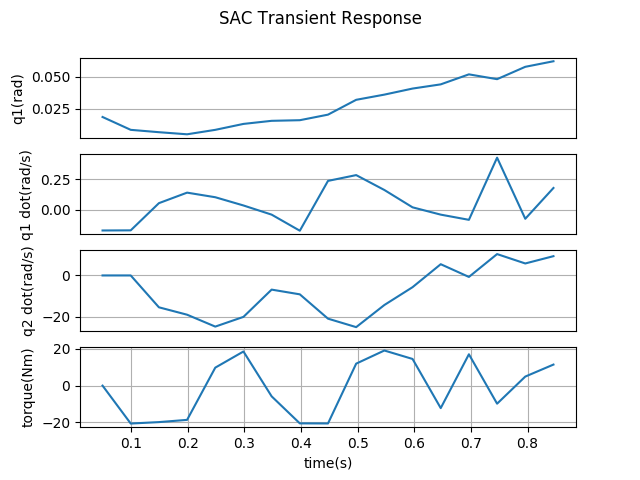 SAC Transient Response
q1(rad)
0.050
0.025
q1 dot(rad/s)
0.25
0.00
q2 dot(rad/s)
0
−20
torque(Nm)
20
0
−20
0.1 0.2 0.3 0.4 0.5 0.6 0.7 0.8
time(s)